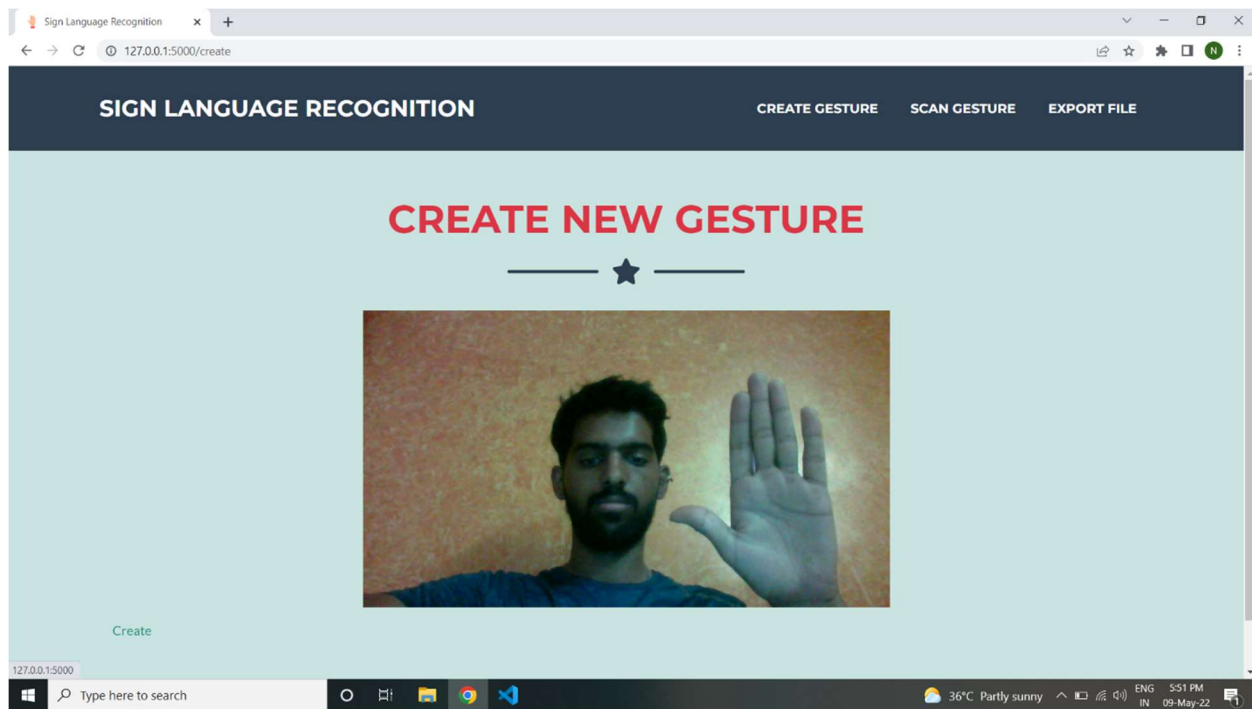 Sign Language Recognition
127.0.0.1:5000/create
N
SIGN LANGUAGE RECOGNITION
CREATE GESTURE SCAN GESTURE EXPORT FILE
CREATE NEW GESTURE
Create
127.0.0.1:5000
Type here to search
36°C Partly sunny
ENG 5:51 PM
IN 09-May-22
1